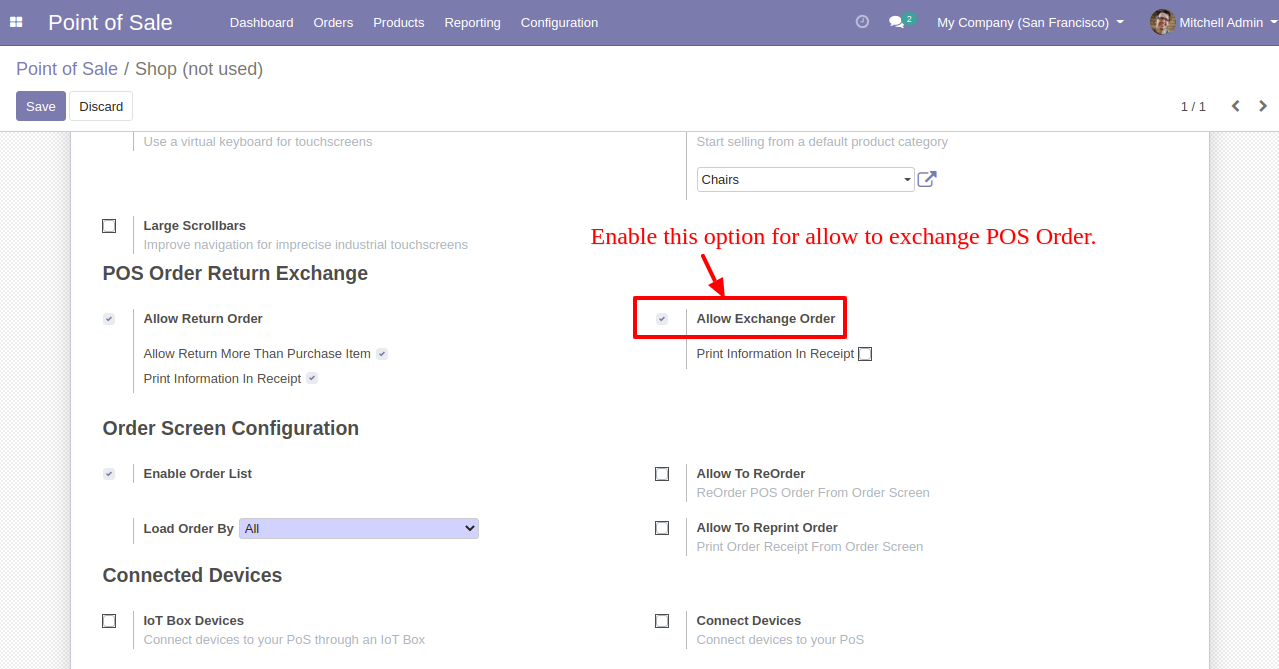 Point of Sale Dashboard Orders Products Reporting Configuration 2 My Company (San Francisco) Mitchell Admin
Point of Sale / Shop (not used)
Save Discard 1 / 1
Use a virtual keyboard for touchscreens
Start selling from a default product category
Chairs
Large Scrollbars
Improve navigation for imprecise industrial touchscreens
Enable this option for allow to exchange POS Order.
POS Order Return Exchange
Allow Return Order
Allow Return More Than Purchase Item
Print Information In Receipt
Allow Exchange Order
Print Information In Receipt
Order Screen Configuration
Enable Order List
Allow To ReOrder
ReOrder POS Order From Order Screen
Load Order By All
Allow To Reprint Order
Print Order Receipt From Order Screen
Connected Devices
IoT Box Devices
Connect devices to your PoS through an IoT Box
Connect Devices
Connect devices to your PoS